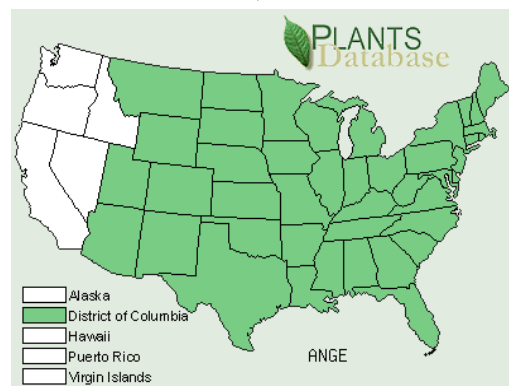 PLANTS
Database
Alaska
District of Columbia
Hawaii
Puerto Rico
Virgin Islands
ANGE